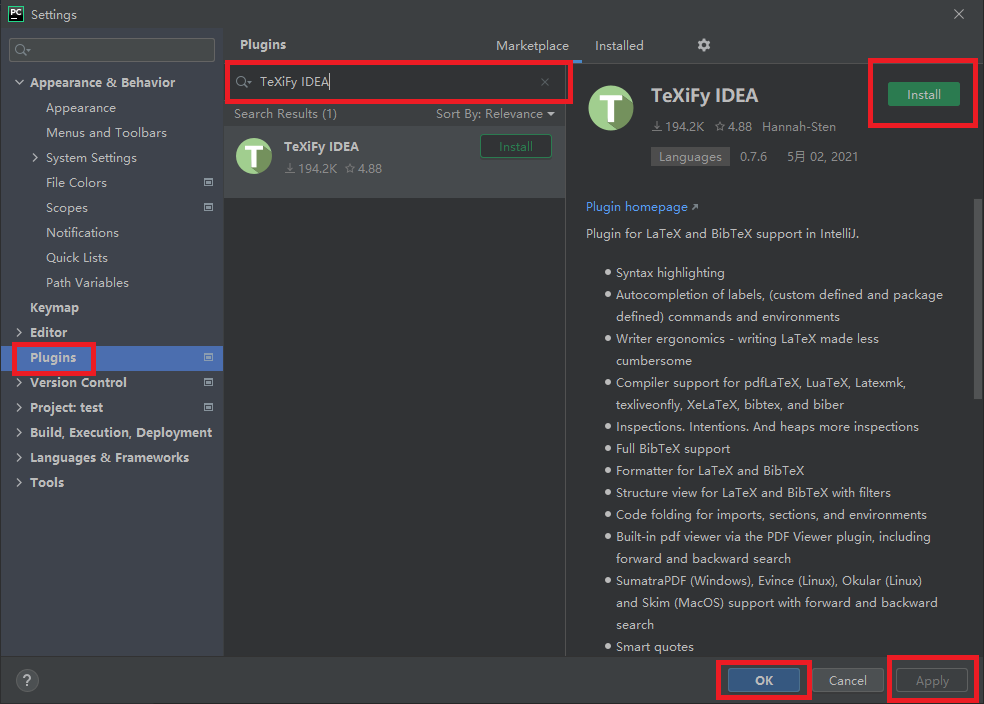 PC
Settings
Appearance & Behavior
Appearance
Menus and Toolbars
System Settings
File Colors
Scopes
Notifications
Quick Lists
Path Variables
Keymap
Editor
Plugins
Version Control
Project: test
Build, Execution, Deployment
Languages & Frameworks
Tools
Plugins
Marketplace
Installed
TeXiFy IDEA
Search Results (1)
Sort By: Relevance
T
TeXiFy IDEA
194.2K 4.88
Install
T
TeXiFy IDEA
194.2K 4.88 Hannah-Sten
Languages 0.7.6 5月 02, 2021
Install
Plugin homepage
Plugin for LaTeX and BibTeX support in IntelliJ.
Syntax highlighting
Autocompletion of labels, (custom defined and package
defined) commands and environments
Writer ergonomics - writing LaTeX made less
cumbersome
Compiler support for pdfLaTeX, LuaTeX, Latexmk,
texliveonfly, XeLaTeX, bibtex, and biber
Inspections. Intentions. And heaps more inspections
Full BibTeX support
Formatter for LaTeX and BibTeX
Structure view for LaTeX and BibTeX with filters
Code folding for imports, sections, and environments
Built-in pdf viewer via the PDF Viewer plugin, including
forward and backward search
SumatraPDF (Windows), Evince (Linux), Okular (Linux)
and Skim (MacOS) support with forward and backward
search
Smart quotes
?
OK
Cancel
Apply